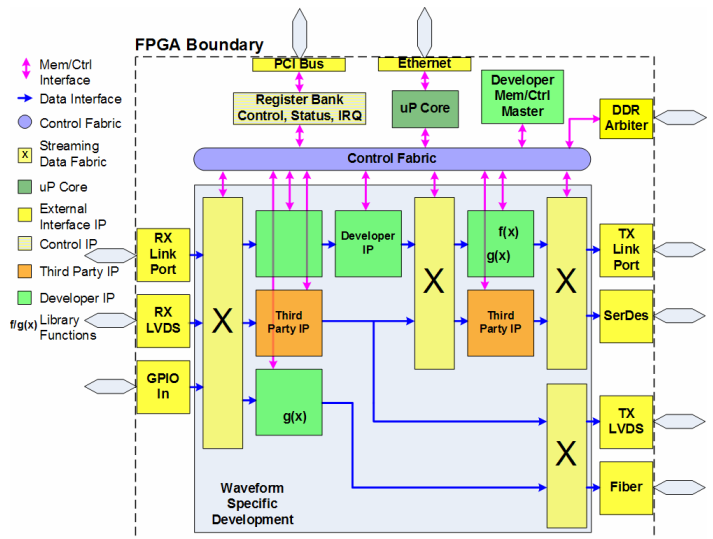 FPGA Boundary
Mem/Ctrl
Interface
Data Interface
Control Fabric
X
Streaming
Data Fabric
uP Core
External
Interface IP
Control IP
Third Party IP
Developer IP
f/g(x)
Library
Functions
PCI Bus
Ethernet
Register Bank
Control, Status, IRQ
uP Core
Developer
Mem/Ctrl
Master
DDR
Arbiter
Control Fabric
RX
Link
Port
RX
LVDS
GPIO
In
X
Developer
IP
Third
Party IP
g(x)
X
f(x)
g(x)
Third
Party IP
X
X
TX
Link
Port
SerDes
TX
LVDS
Fiber
Waveform
Specific
Development